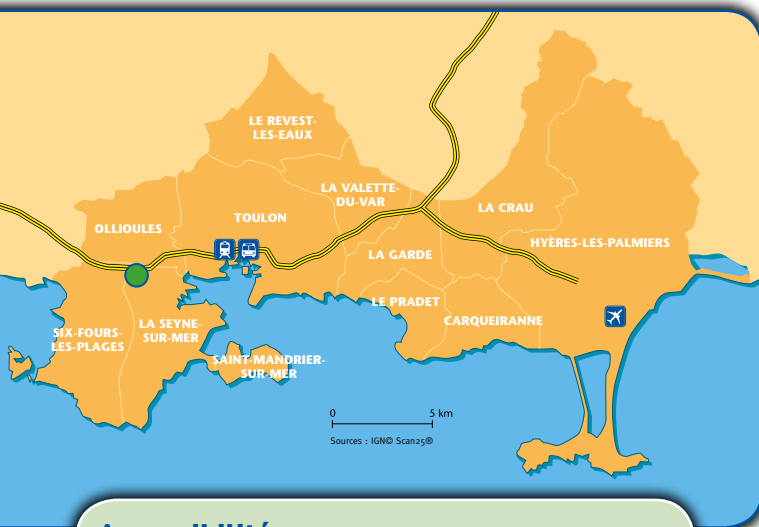 LE REVEST-
LES-EAUX
LA VALETTE-
DU-VAR
OLLIOULES
TOULON
LA CRAU
HYÈRES-LES-PALMIERS
LA GARDE
LE PRADET
CARQUEIRANNE
SIX-FOURS-
LES-PLAGES
LA SEYNE-
SUR-MER
SAINT-MANDRIER-
SUR-MER
0 5 km
Sources : IGN© Scan25®